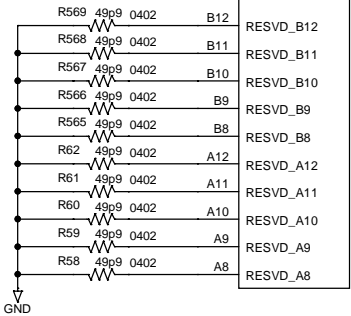 R569 49p9 0402 B12 RESVD_B12
R568 49p9 0402 B11 RESVD_B11
R567 49p9 0402 B10 RESVD_B10
R566 49p9 0402 B9 RESVD_B9
R565 49p9 0402 B8 RESVD_B8
R62 49p9 0402 A12 RESVD_A12
R61 49p9 0402 A11 RESVD_A11
R60 49p9 0402 A10 RESVD_A10
R59 49p9 0402 A9 RESVD_A9
R58 49p9 0402 A8 RESVD_A8
GND